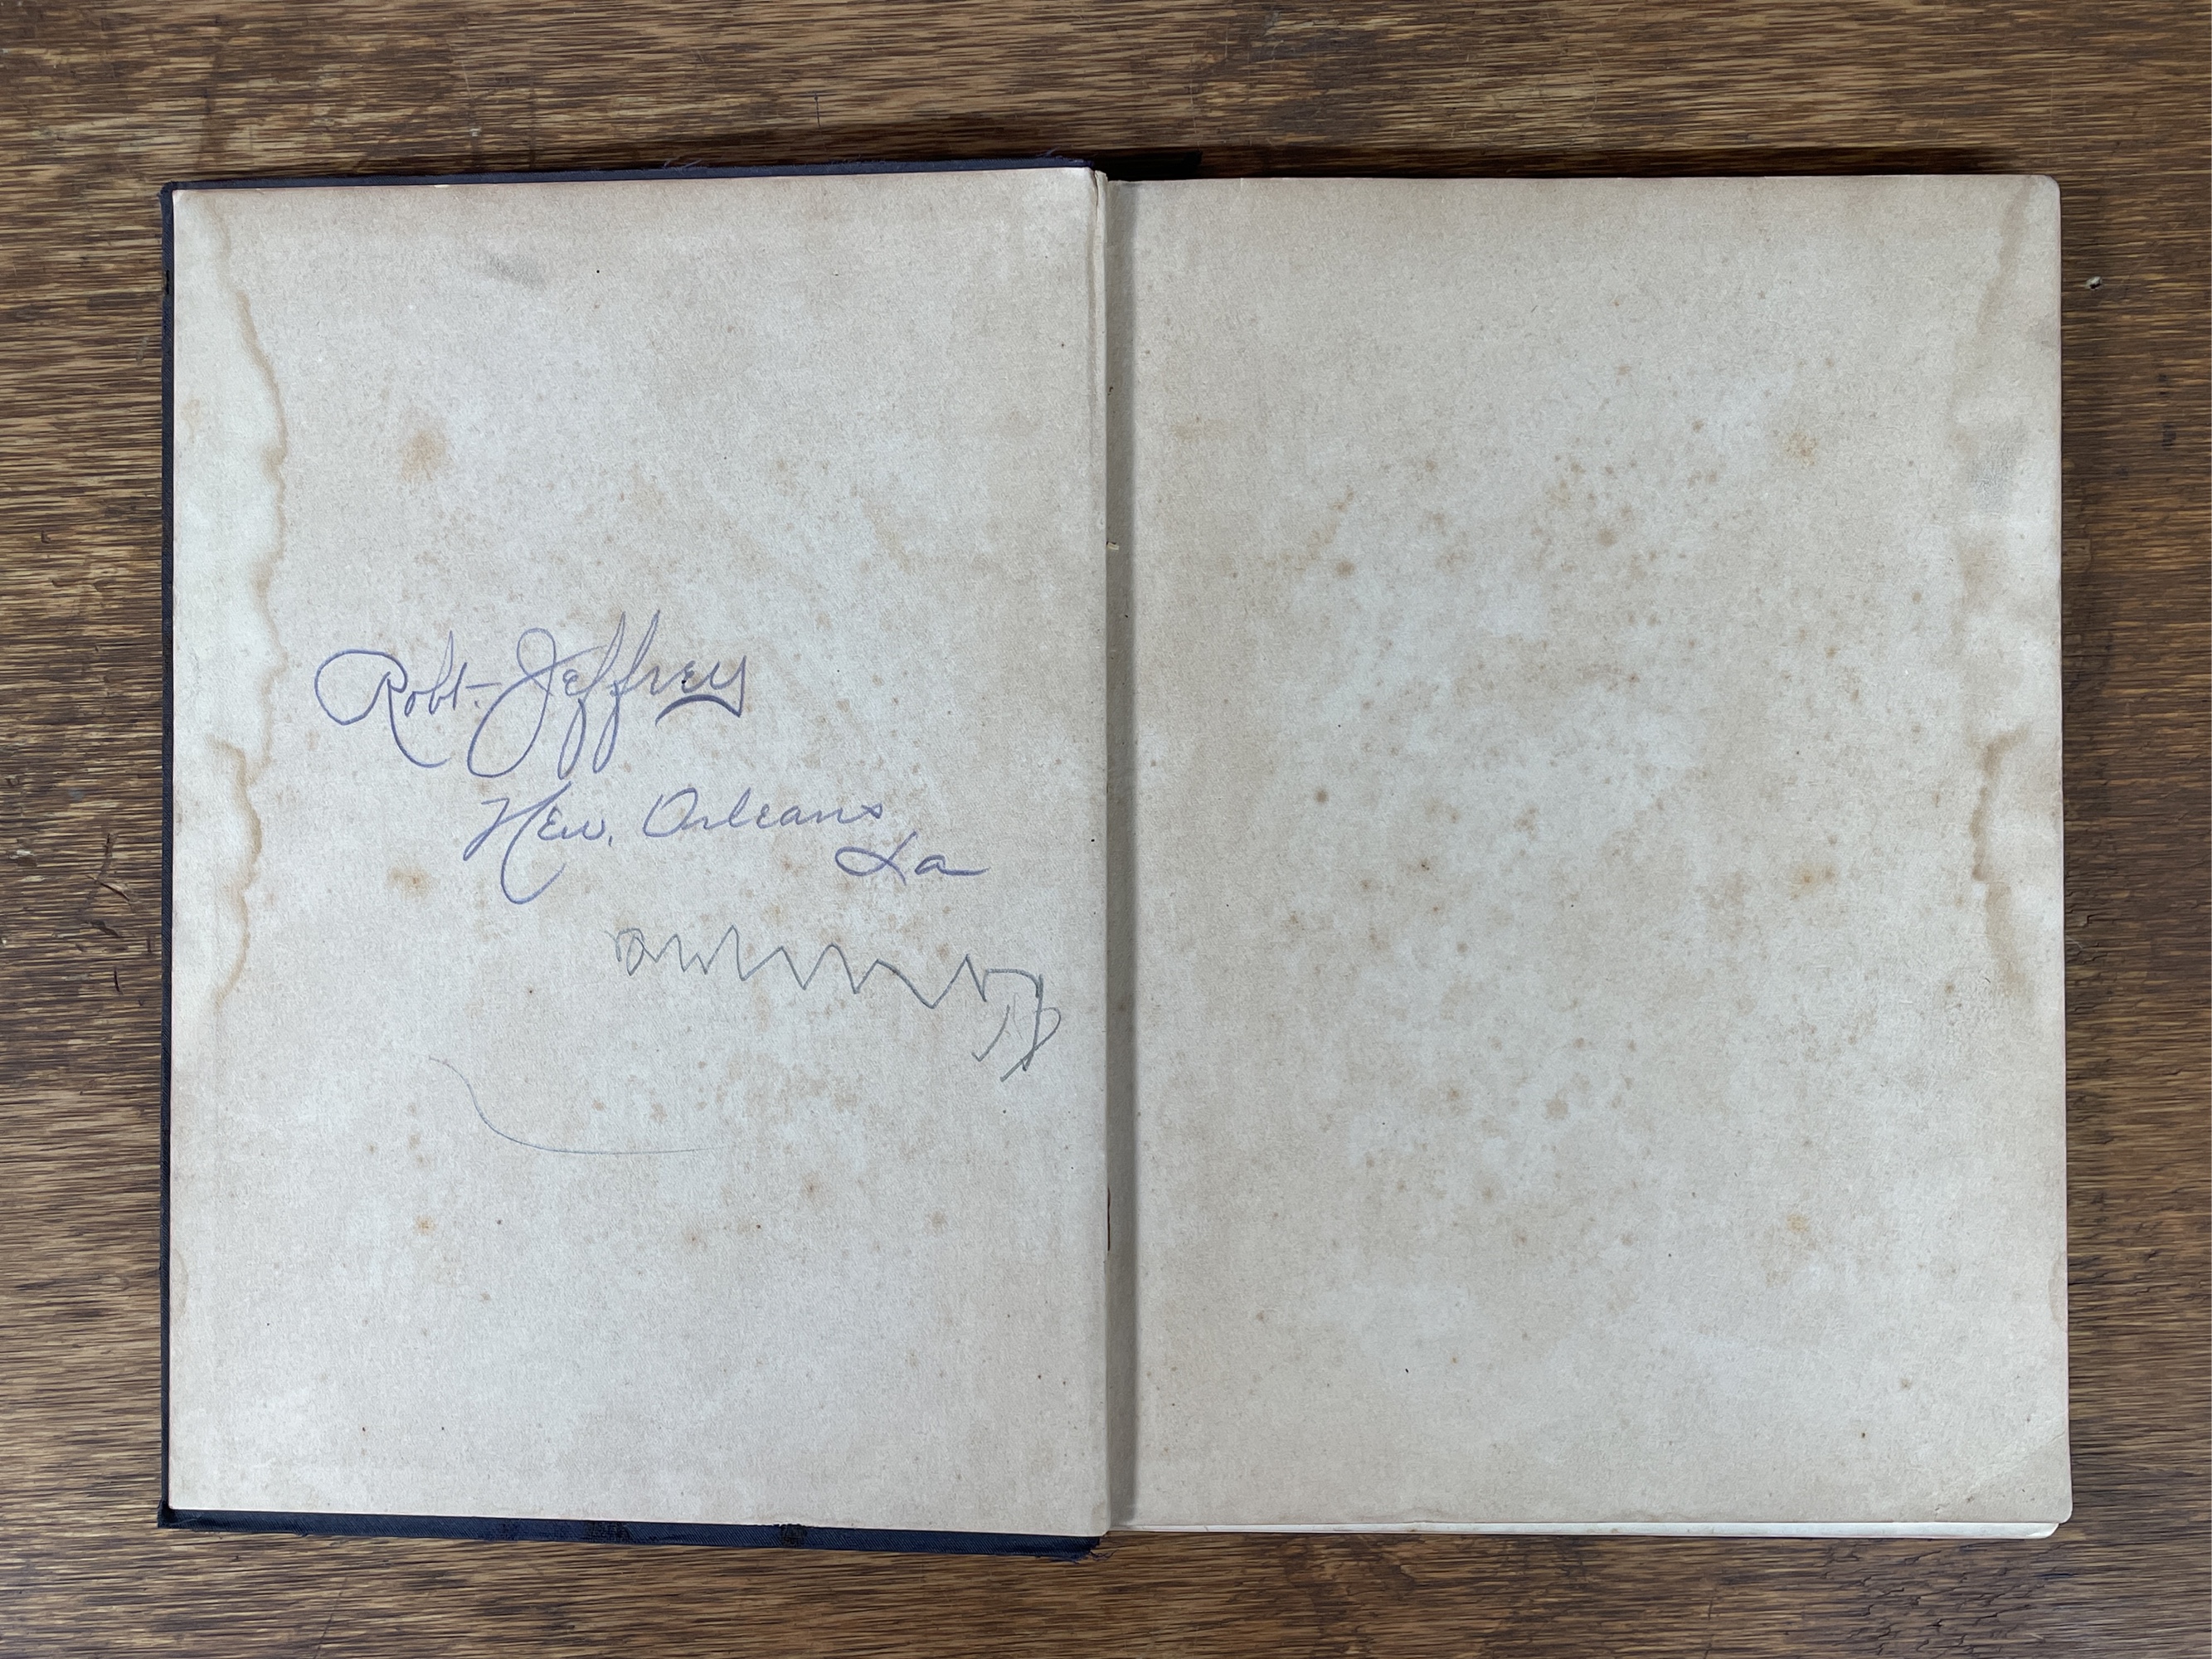 Robt. Jeffrey
New Orleans
La